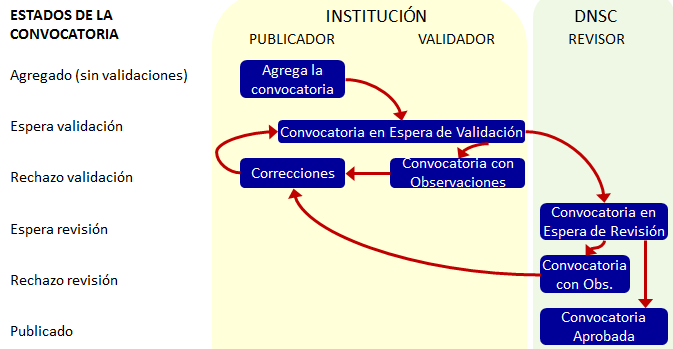 ESTADOS DE LA
CONVOCATORIA
INSTITUCIÓN
DNSC
PUBLICADOR
VALIDADOR
REVISOR
Agregado (sin validaciones)
Agrega la
convocatoria
Espera validación
Convocatoria en Espera de Validación
Rechazo validación
Correcciones
Convocatoria con
Observaciones
Espera revisión
Convocatoria en
Espera de Revisión
Rechazo revisión
Convocatoria
con Obs.
Publicado
Convocatoria
Aprobada